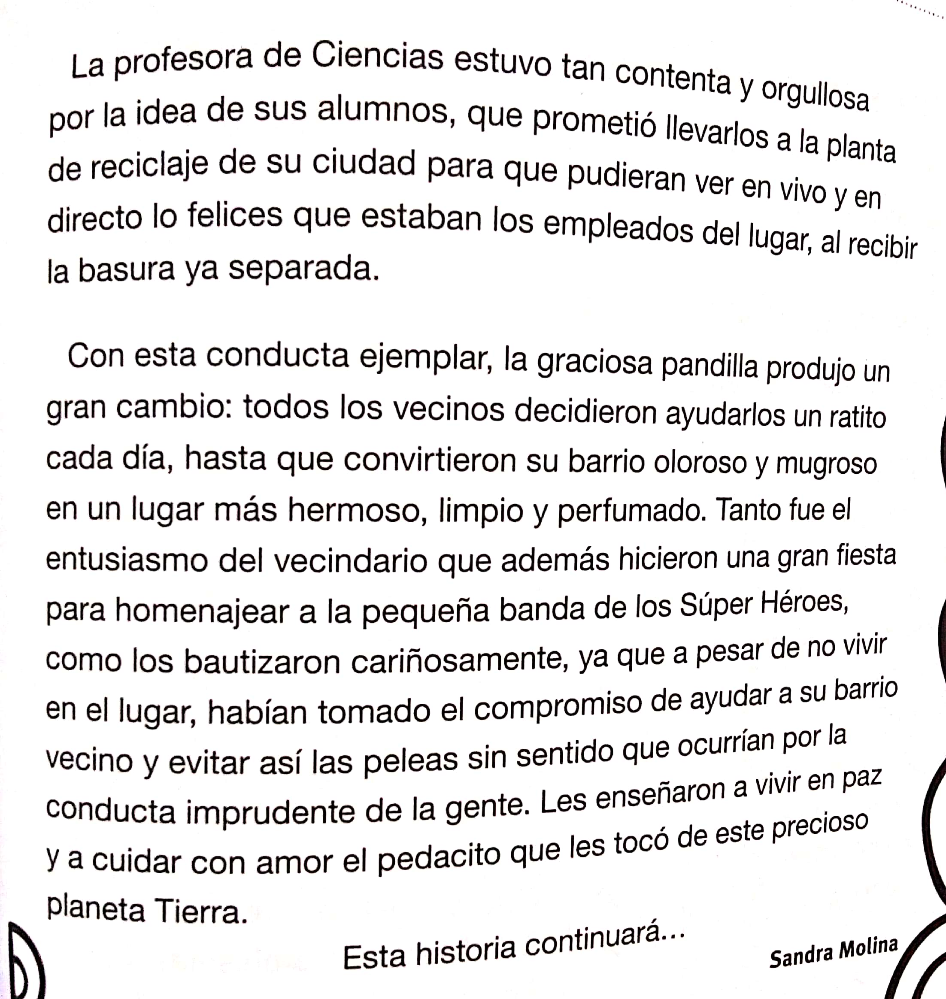 La profesora de Ciencias estuvo tan contenta y orgullosa
por la idea de sus alumnos, que prometió llevarlos a la planta
de reciclaje de su ciudad para que pudieran ver en vivo y en
directo lo felices que estaban los empleados del lugar, al recibir
la basura ya separada.
Con esta conducta ejemplar, la graciosa pandilla produjo un
gran cambio: todos los vecinos decidieron ayudarlos un ratito
cada día, hasta que convirtieron su barrio oloroso y mugroso
en un lugar más hermoso, limpio y perfumado. Tanto fue el
entusiasmo del vecindario que además hicieron una gran fiesta
para homenajear a la pequeña banda de los Súper Héroes,
como los bautizaron cariñosamente, ya que a pesar de no vivir
en el lugar, habían tomado el compromiso de ayudar a su barrio
vecino y evitar así las peleas sin sentido que ocurrían por la
conducta imprudente de la gente. Les enseñaron a vivir en paz
y a cuidar con amor el pedacito que les tocó de este precioso
planeta Tierra.
Esta historia continuará...
Sandra Molina